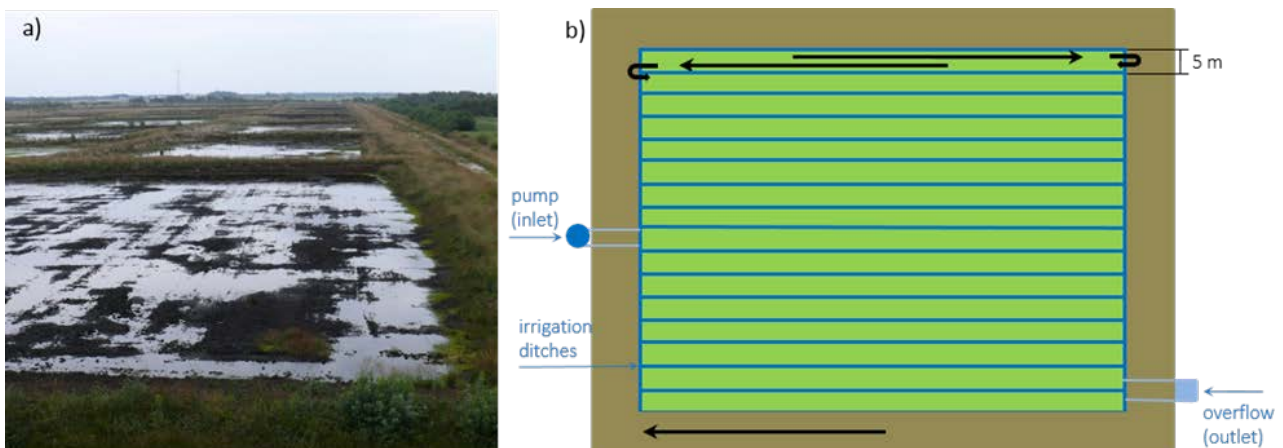 a)
b)
5 m
pump
(inlet)
irrigation
ditches
overflow
(outlet)